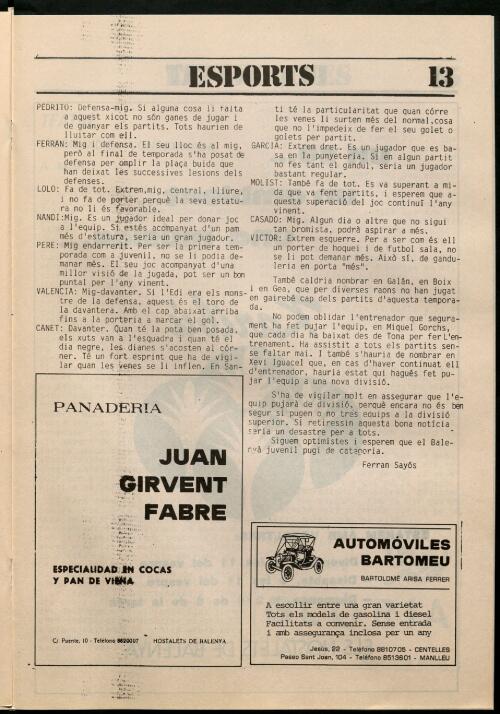 ESPORTS 13
PEDRITO: Defensa-mig. Si alguna cosa li falta
a aquest xicot no són ganes de jugar i
de guanyar els partits. Tots haurien de
lluitar com ell.
FERRAN: Mig i defensa. El seu lloc és al mig,
però al final de temporada s'ha posat de
defensa per omplir la plaça buida que
han deixat les successives lesions dels
defenses.
LOLO: Fa de tot. Extrem,mig, central, lliure,
i no fa de porter perquè la seva estatu-
ra no li és favorable.
NANDI:Mig. Es un jugador ideal per donar joc
a l'equip. Si estés acompanyat d'un pam
més d'estatura, seria un gran jugador.
PERE: Mig endarrerit. Per ser la primera tem-
porada com a juvenil, no se li podia de-
manar més. El seu joc acompanyat d'una
millor visió de la jugada, pot ser un bon
puntal per l'any vinent.
VALENCIA: Mig-davanter. Si l'Edi era els mons-
tre de la defensa, aquest és el toro de
la davantera. Amb el cap abaixat arriba
fins a la porteria a marcar el gol.
CANET: Davanter. Quan té la pota ben posada,
els xuts van a l'esquadra i quan té el
dia negre, les dianes s'acosten al còr-
ner. Té un fort esprint que ha de vigi-
lar quan les venes se li inflen. En San-
ti té la particularitat que quan córre
les venes li surten més del normal,cosa
que no l'impedeix de fer el seu golet o
golets per partit.
GARCIA: Extrem dret. Es un jugador que es ba-
sa en la punyeteria. Si en algun partit
no fes tant el gandul, seria un jugador
bastant regular.
MOLIST: També fa de tot. Es va superant a mi-
da que va fent partits, i esperem que a-
questa superació del joc continuï l'any
vinent.
CASADO: Mig. Algun dia o altre que no sigui
tan bromista, podrà aspirar a més.
VICTOR: Extrem esquerre. Per a ser com és ell
un porter de hoquei i de futbol sala, no
se li pot demanar més. Això sí, de gandu-
leria en porta "més".
També caldria nombrar en Galán, en Boix
i en Gea, que per diverses raons no han jugat
en gairebé cap dels partits d'aquesta tempora-
da.
No podem oblidar l'entrenador que segura-
ment ha fet pujar l'equip, en Miquel Gorchs,
que cada dia ha baixat des de Tona per fer l'en-
trenament. Ha assistit a tots els partits sen-
se faltar mai. I també s'hauria de nombrar en
Xevi Iguacel que, en cas d'haver continuat ell
d'entrenador, hauria estat qui hagués fet pu-
jar l'equip a una nova divisió.
S'ha de vigilar molt en assegurar que l'e-
quip pujarà de divisió, perquè encara no és ben
segur si pugen o no tres equips a la divisió
superior. Si retiressin aquesta bona notícia
seria un desastre per a tots.
Siguem optimistes i esperem que el Bale-
nyà juvenil pugi de categoria.
Ferran Sayós
PANADERIA
JUAN
GIRVENT
FABRE
ESPECIALIDAD EN COCAS
Y PAN DE VIENA
C/ Puente, 10 - Teléfono 8820007 HOSTALETS DE BALENYA
AUTOMÓVILES
BARTOMEU
BARTOLOMÉ ARISA FERRER
A escollir entre una gran varietat
Tots els models de gasolina i diesel
Facilitats a convenir. Sense entrada
i amb assegurança inclosa per un any
Jesús, 22 - Teléfono 8810705 - CENTELLES
Paseo Sant Joan, 104 - Teléfono 8513601 - MANLLEU